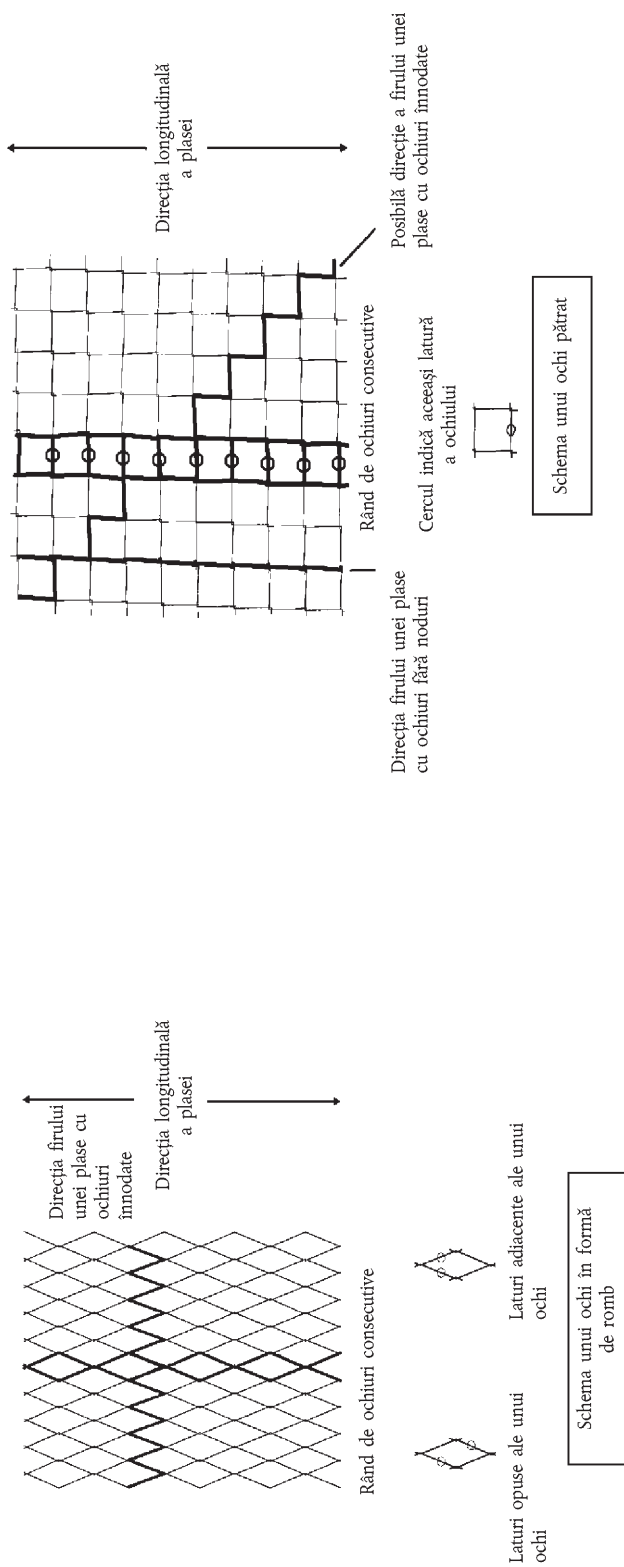 Direcția firului
unei plase cu
ochiuri
înnodate
Direcția longitudinală
a plasei
Rând de ochiuri consecutive
Laturi opuse ale unui
ochi
Laturi adiacente ale unui
ochi
Schema unui ochi în formă
de romb
Direcția longitudinală
a plasei
Direcția firului unei plase
cu ochiuri fără noduri
Rând de ochiuri consecutive
Posibilă direcție a firului unei
plase cu ochiuri înnodate
Cercul indică aceeași latură
a ochiului
Schema unui ochi pătrat